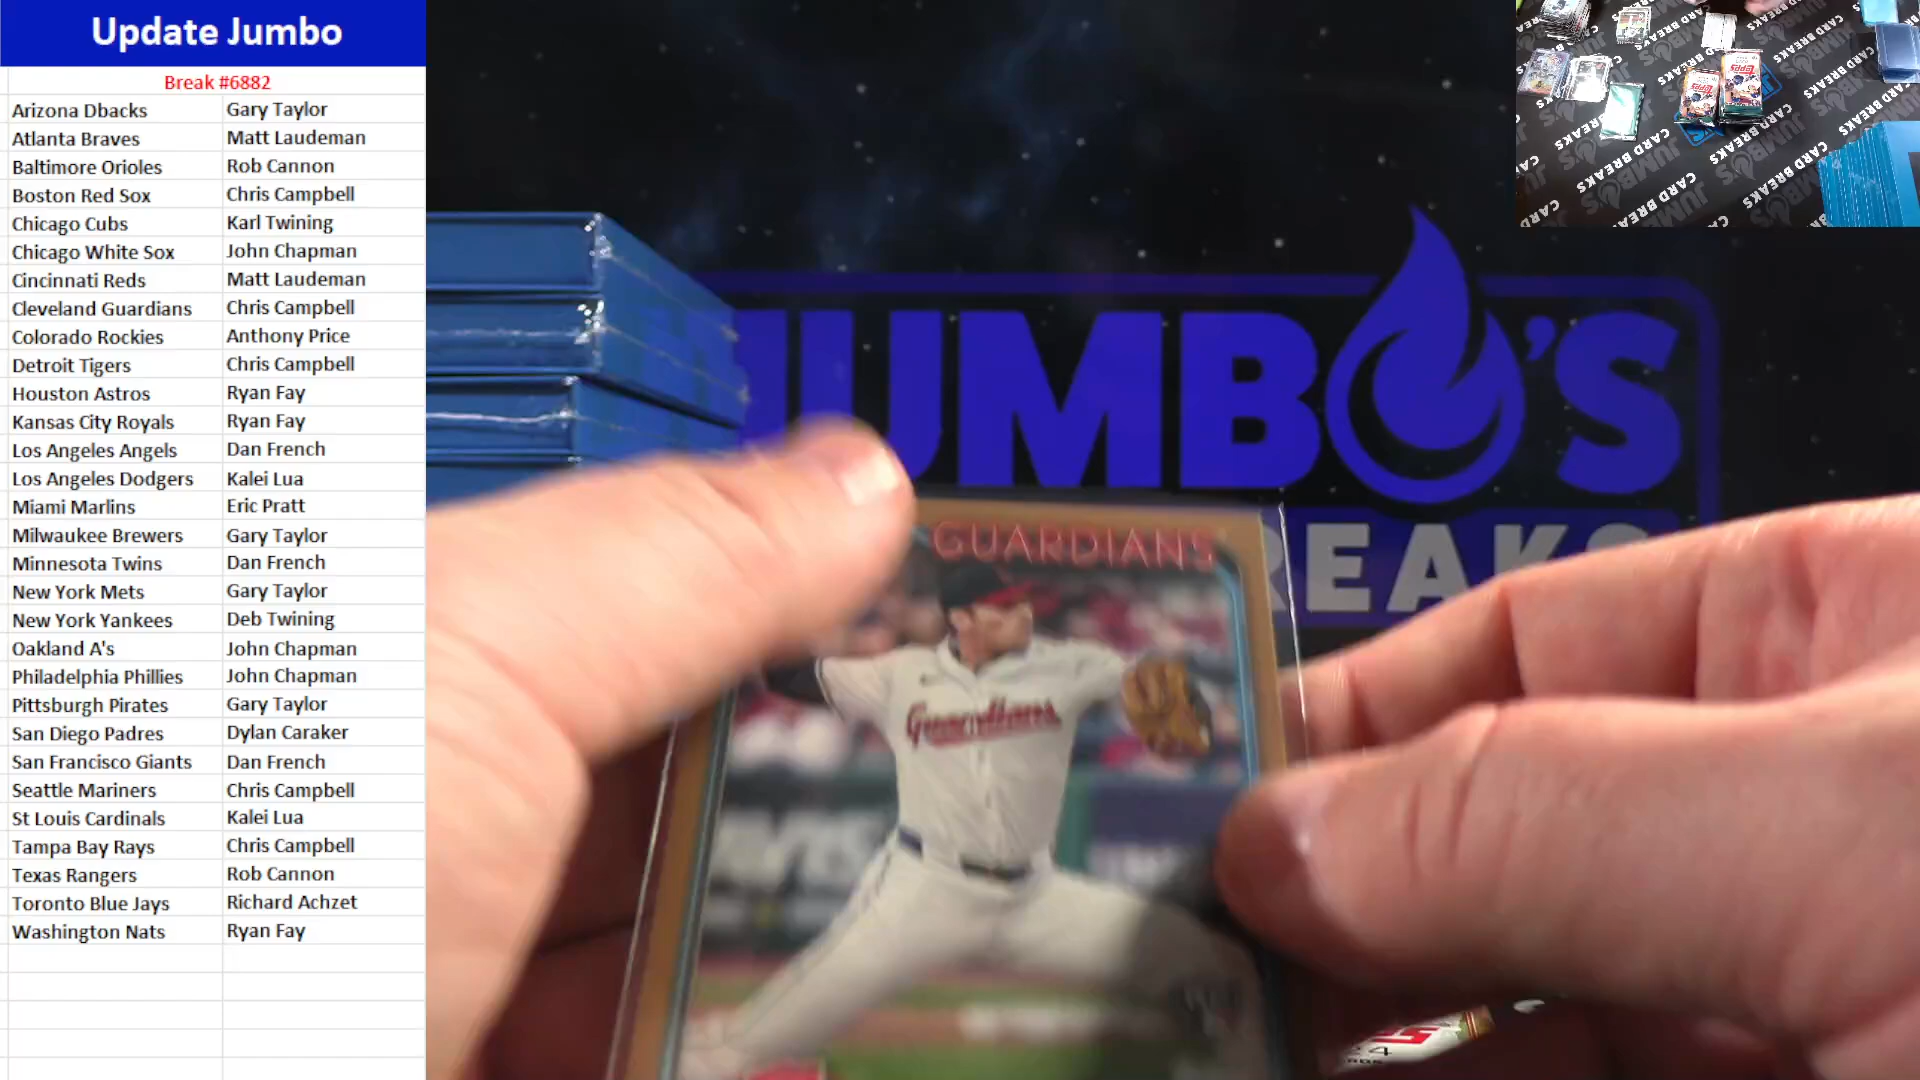 Update Jumbo
Break #6882
Arizona Dbacks Gary Taylor
Atlanta Braves Matt Laudeman
Baltimore Orioles Rob Cannon
Boston Red Sox Chris Campbell
Chicago Cubs Karl Twining
Chicago White Sox John Chapman
Cincinnati Reds Matt Laudeman
Cleveland Guardians Chris Campbell
Colorado Rockies Anthony Price
Detroit Tigers Chris Campbell
Houston Astros Ryan Fay
Kansas City Royals Ryan Fay
Los Angeles Angels Dan French
Los Angeles Dodgers Kalei Lua
Miami Marlins Eric Pratt
Milwaukee Brewers Gary Taylor
Minnesota Twins Dan French
New York Mets Gary Taylor
New York Yankees Deb Twining
Oakland A's John Chapman
Philadelphia Phillies John Chapman
Pittsburgh Pirates Gary Taylor
San Diego Padres Dylan Caraker
San Francisco Giants Dan French
Seattle Mariners Chris Campbell
St Louis Cardinals Kalei Lua
Tampa Bay Rays Chris Campbell
Texas Rangers Rob Cannon
Toronto Blue Jays Richard Achzet
Washington Nats Ryan Fay
JUMBO'S
REAKS
GUARDIANS
Guardians
JUMBO'S
CARD BREAKS
Topps
Topps